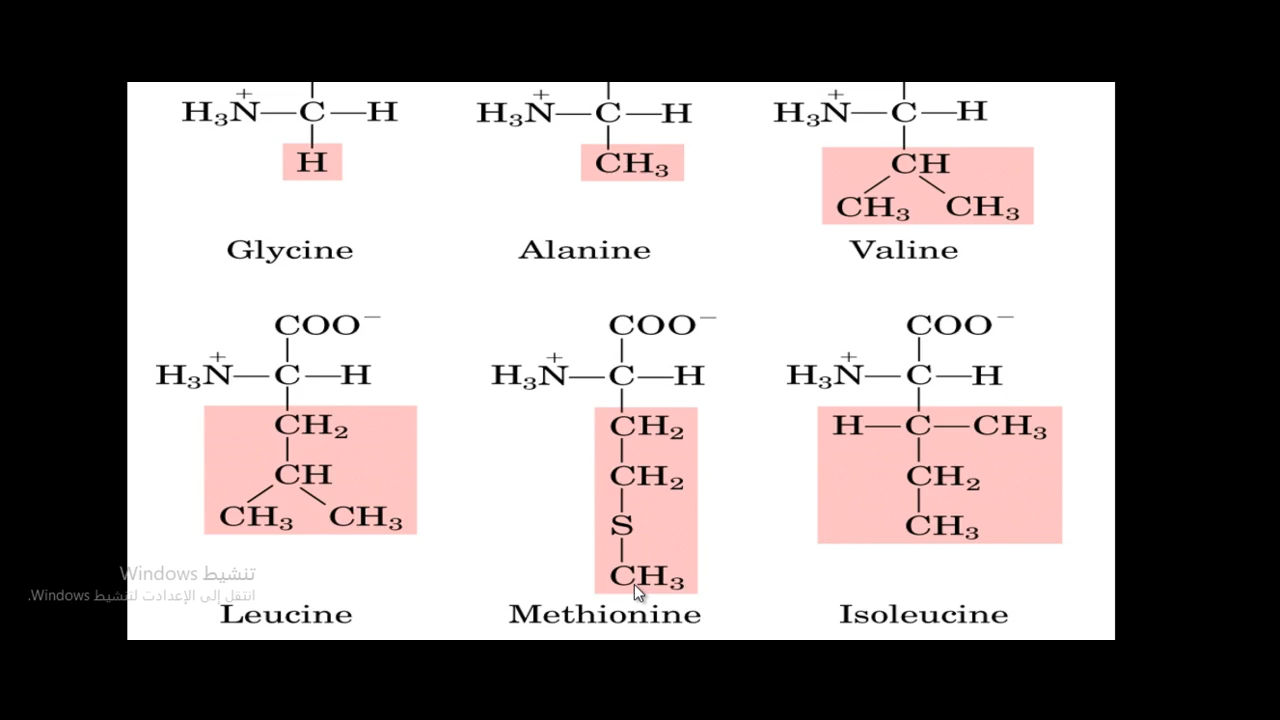 H₃N⁺—C—H H₃N⁺—C—H H₃N⁺—C—H
H CH₃ CH
CH₃ CH₃
Glycine Alanine Valine
COO⁻ COO⁻ COO⁻
H₃N⁺—C—H H₃N⁺—C—H H₃N⁺—C—H
CH₂ CH₂ H—C—CH₃
CH CH₂ CH₂
CH₃ CH₃ S CH₃
CH₃
تنشيط Windows
انتقل إلى الإعدادت لتنشيط Windows.
Leucine Methionine Isoleucine